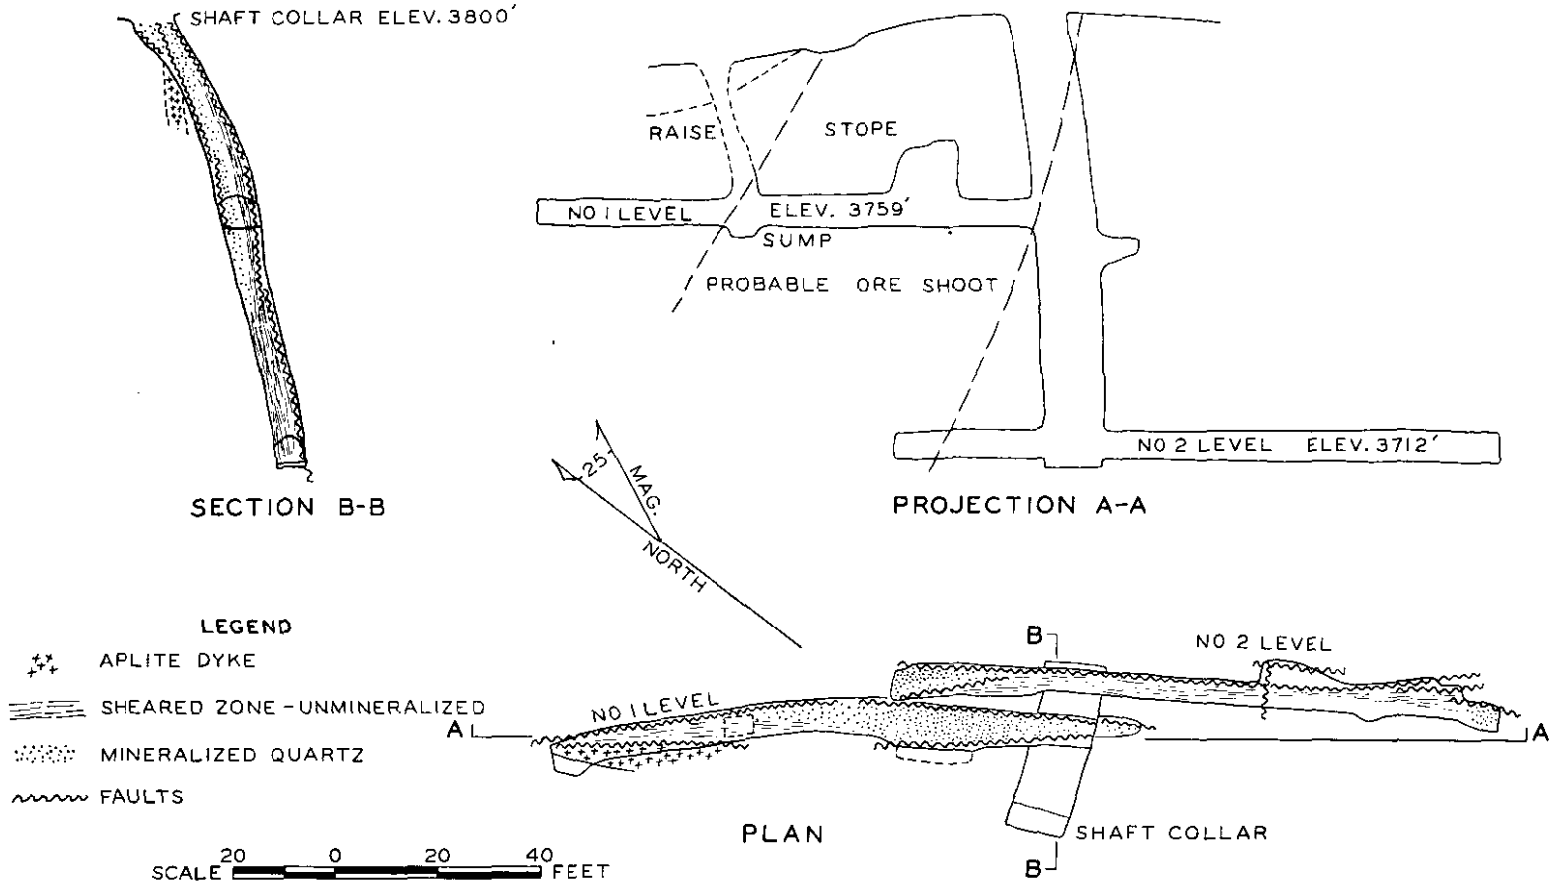 SHAFT COLLAR ELEV. 3800'
RAISE
STOPE
NO 1 LEVEL
ELEV. 3759'
SUMP
PROBABLE ORE SHOOT
NO 2 LEVEL ELEV. 3712'
SECTION B-B
PROJECTION A-A
25°
MAG.
NORTH
LEGEND
APLITE DYKE
SHEARED ZONE - UNMINERALIZED
MINERALIZED QUARTZ
FAULTS
B
NO 2 LEVEL
NO 1 LEVEL
A
A
PLAN
SHAFT COLLAR
B
20 0 20 40
SCALE FEET